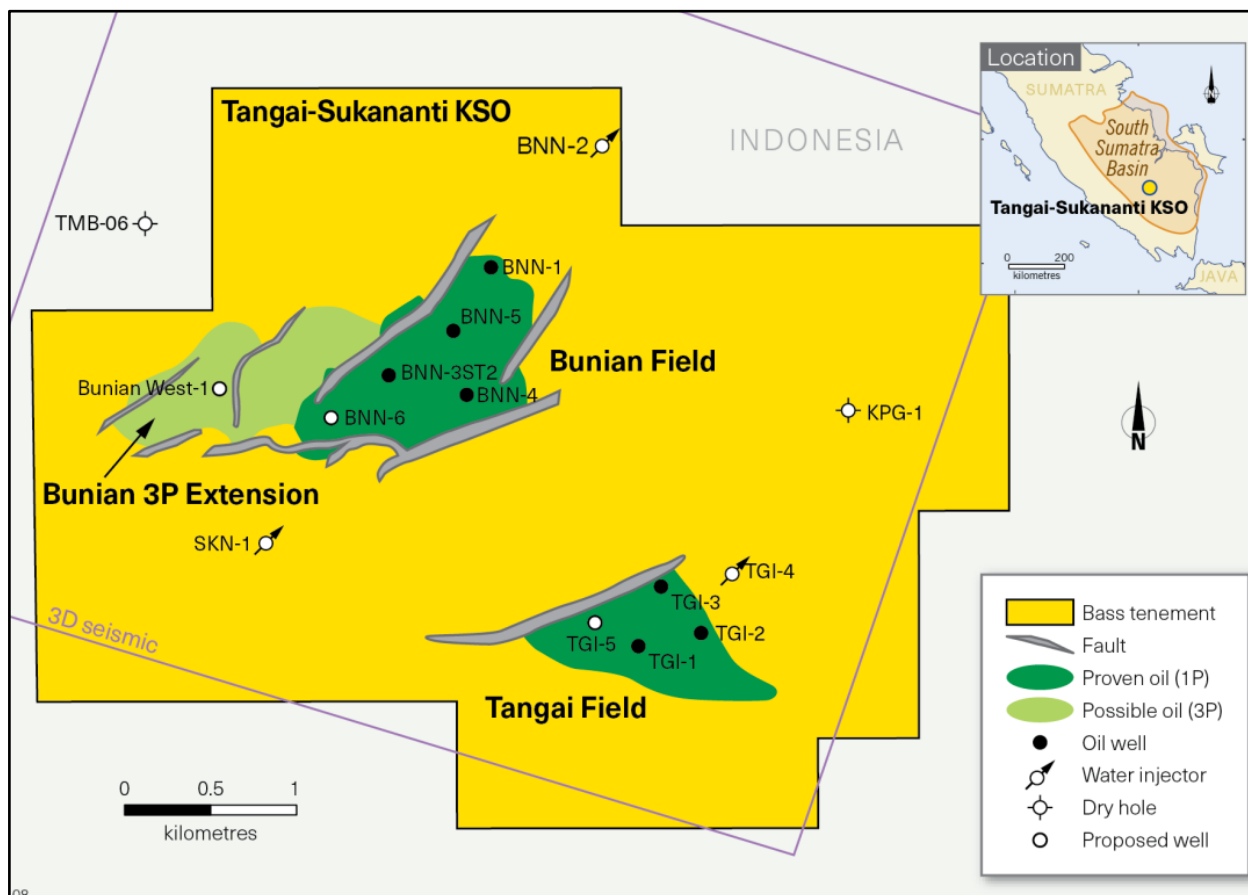 Tangai-Sukananti KSO
BNN-2
INDONESIA
TMB-06
BNN-1
BNN-5
Bunian Field
BNN-3ST2
BNN-4
Bunian West-1
BNN-6
KPG-1
N
Bunian 3P Extension
SKN-1
TGI-4
TGI-3
3D seismic
TGI-5
TGI-2
TGI-1
Tangai Field
0 0.5 1
kilometres
08
Location
SUMATRA
N
South
Sumatra
Basin
Tangai-Sukananti KSO
0 200
kilometres
JAVA
Bass tenement
Fault
Proven oil (1P)
Possible oil (3P)
Oil well
Water injector
Dry hole
Proposed well